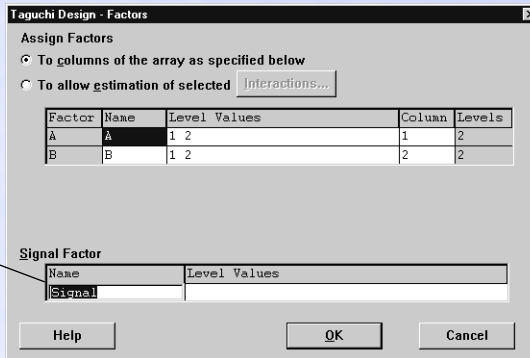 Taguchi Design - Factors
Assign Factors
To columns of the array as specified below
To allow estimation of selected Interactions...
Factor Name Level Values Column Levels
A A 1 2 1 2
B B 1 2 2 2
Signal Factor
Name Level Values
Signal
Help OK Cancel